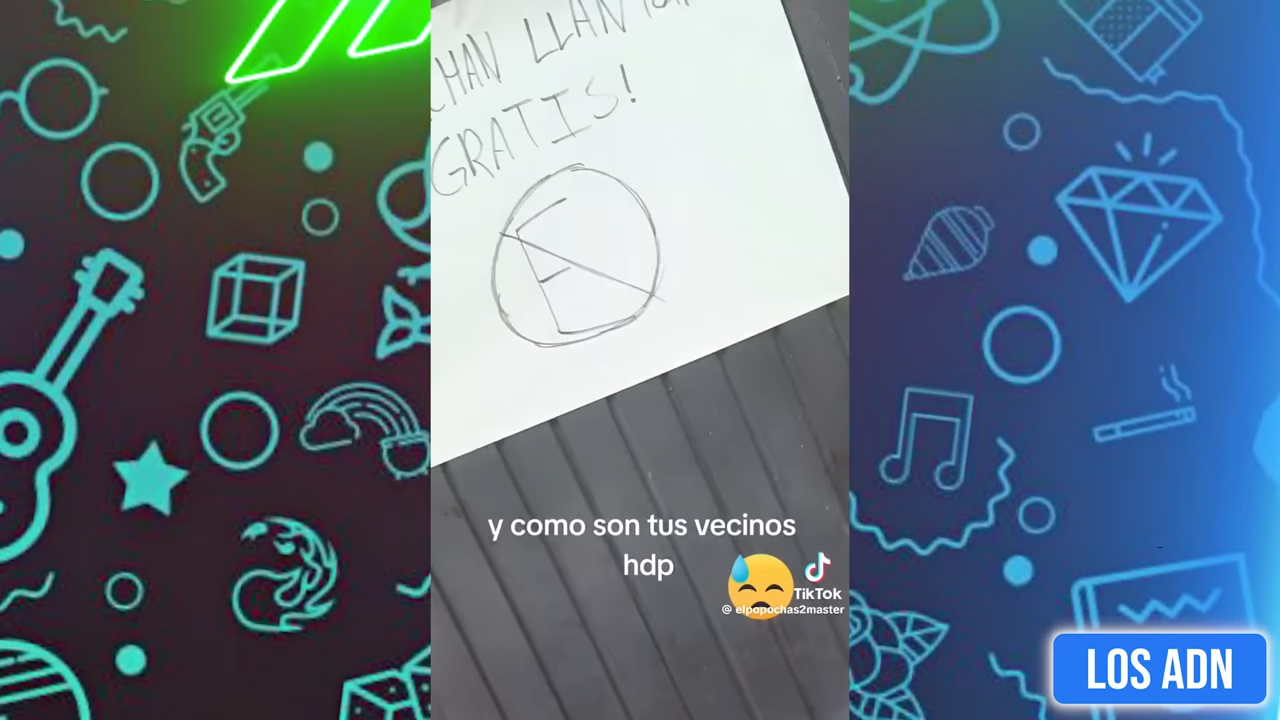 GRATIS!
E
y como son tus vecinos
hdp
TikTok
@ elpopochas2master
LOS ADN